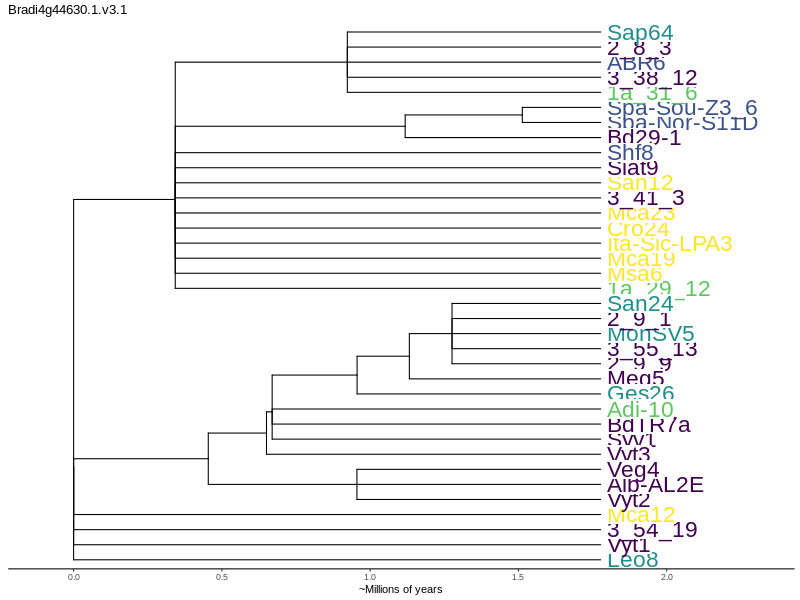 Bradi4g44630.1.v3.1
Sap64
2_8_3
ABR6
3_38_12
1a_31_6
Spa-Sou-Z3_6
Spa-Nor-S11D
Bd29-1
Shf8
Slat9
San12
3_41_3
Mca23
Cro24
Ita-Sic-LPA3
Mca19
Msa6
1a_29_12
San24
2_9_1
MonSV5
3_55_13
2_9_9
Meg5
Ges26
Adi-10
BdTR7a
Vyt3
Veg4
Alb-AL2E
Vyt2
Mca12
3_54_19
Vyt1
Leo8
0.0 0.5 1.0 1.5 2.0
~Millions of years